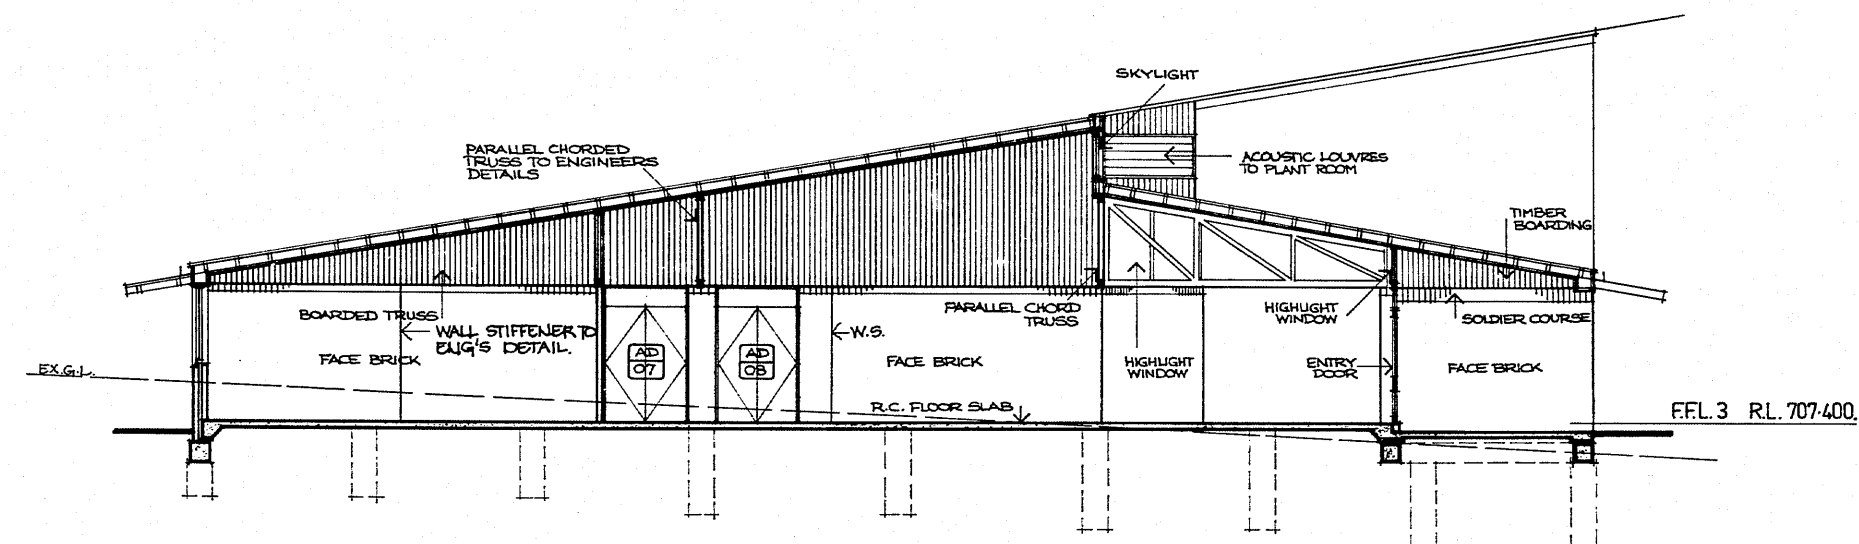 SKYLIGHT
PARALLEL CHORDED
TRUSS TO ENGINEERS
DETAILS
ACOUSTIC LOUVRES
TO PLANT ROOM
TIMBER
BOARDING
BOARDED TRUSS
WALL STIFFENER TO
ENG'S DETAIL.
FACE BRICK
EX.G.L.
AD
07
AD
08
W.S.
FACE BRICK
R.C. FLOOR SLAB
PARALLEL CHORD
TRUSS
HIGHLIGHT
WINDOW
HIGHLIGHT
WINDOW
ENTRY
DOOR
SOLDIER COURSE
FACE BRICK
F.F.L. 3 R.L. 707·400.